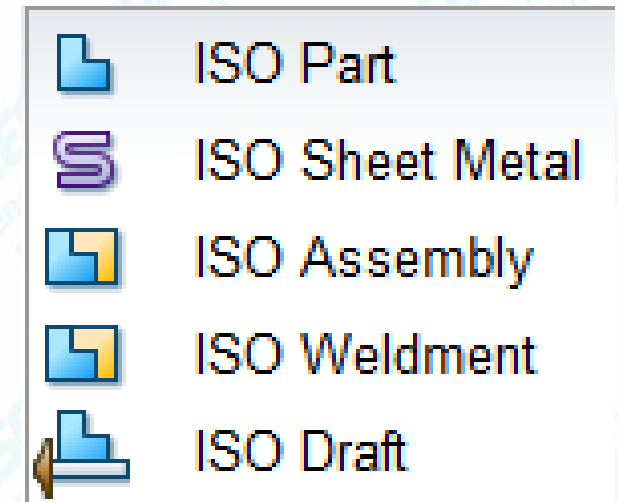 ISO Part
ISO Sheet Metal
ISO Assembly
ISO Weldment
ISO Draft